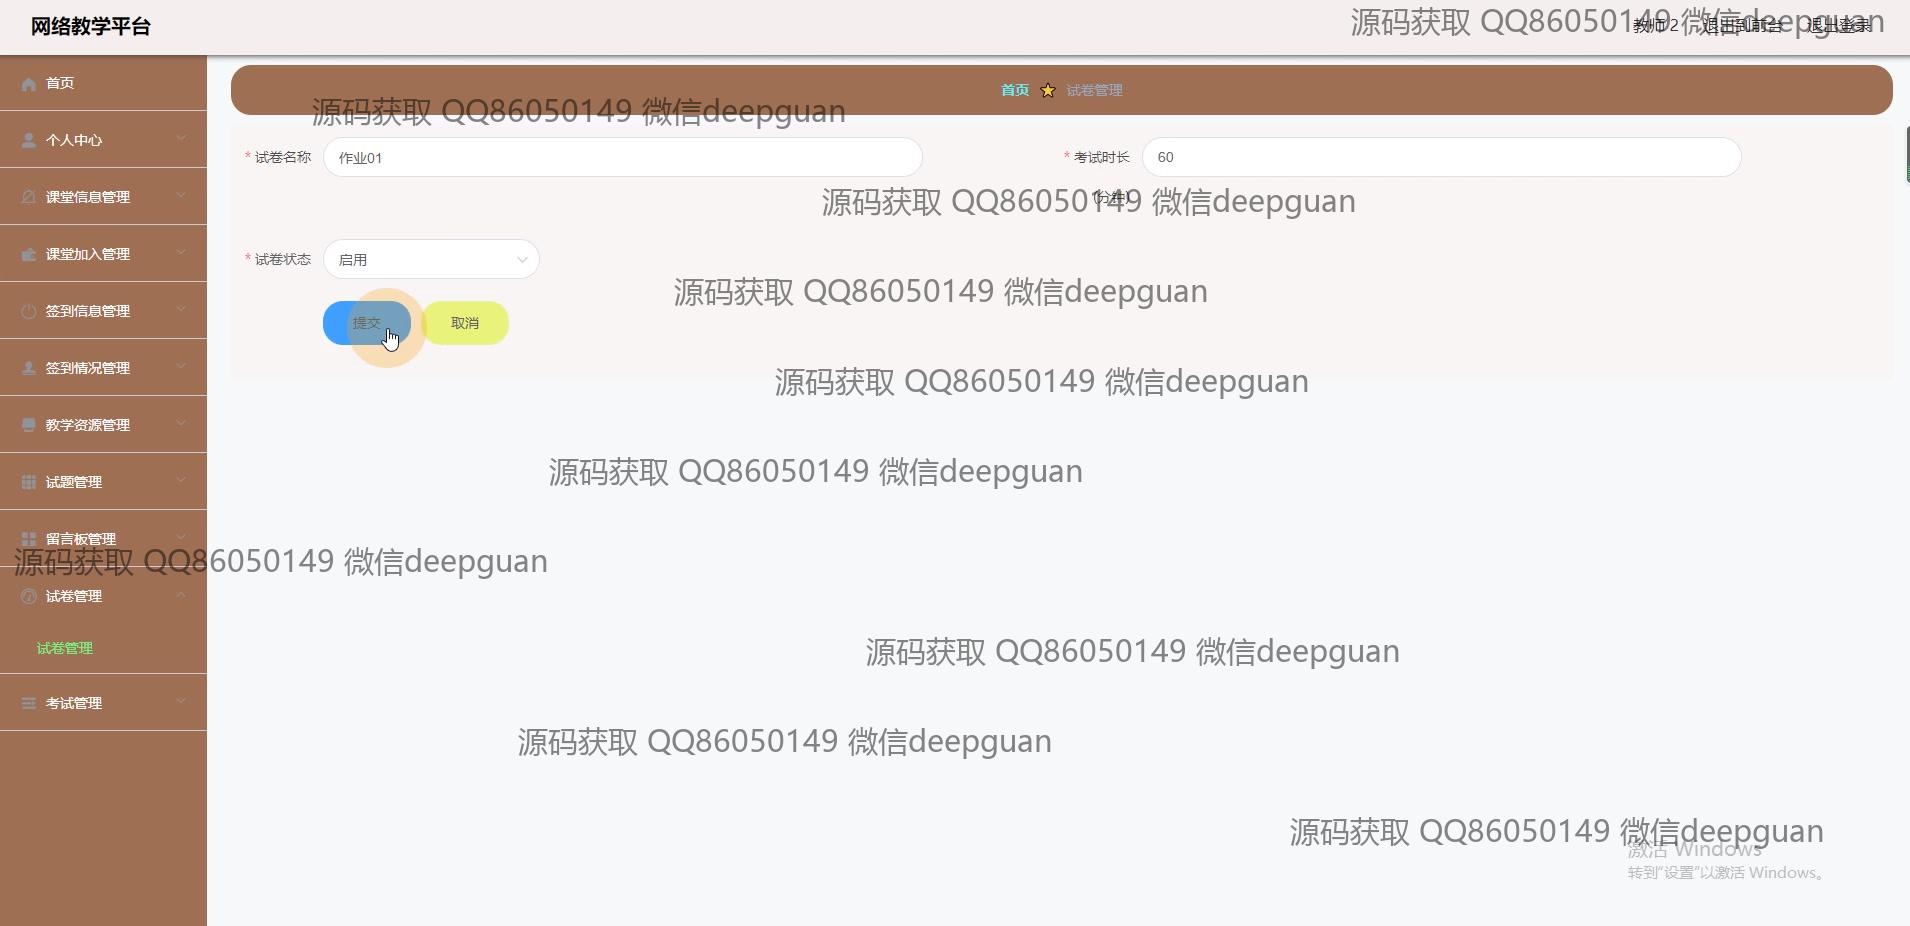 网络教学平台
教师 2 退出到前台 退出登录
源码获取 QQ86050149 微信deepguan
首页
首页 试卷管理
源码获取 QQ86050149 微信deepguan
个人中心
* 试卷名称 作业01 * 考试时长 60
(分钟)
课堂信息管理
源码获取 QQ86050149 微信deepguan
课堂加入管理
* 试卷状态 启用
源码获取 QQ86050149 微信deepguan
签到信息管理
提交 取消
签到情况管理
源码获取 QQ86050149 微信deepguan
教学资源管理
源码获取 QQ86050149 微信deepguan
试题管理
留言板管理
源码获取 QQ86050149 微信deepguan
试卷管理
试卷管理
源码获取 QQ86050149 微信deepguan
考试管理
源码获取 QQ86050149 微信deepguan
源码获取 QQ86050149 微信deepguan
激活 Windows
转到“设置”以激活 Windows。